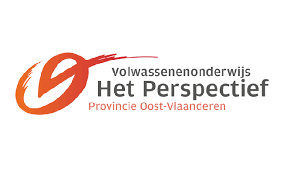 Volwassenenonderwijs
Het Perspectief
Provincie Oost-Vlaanderen